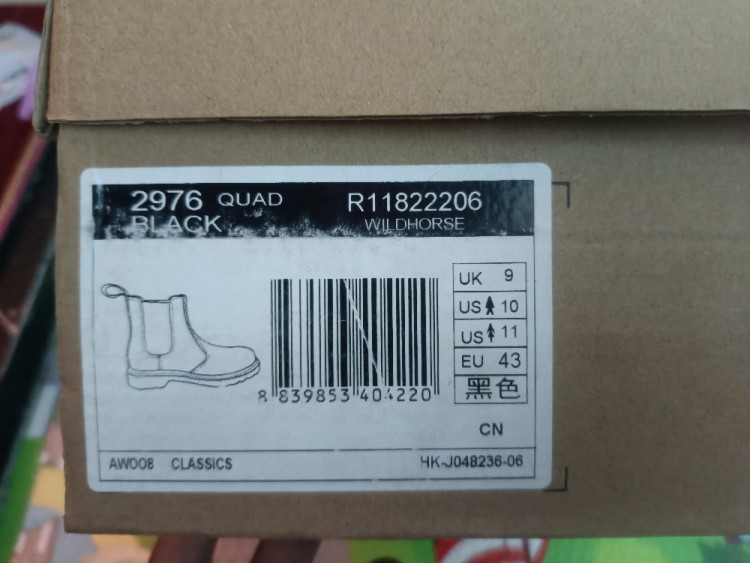 2976 QUAD R11822206
BLACK WILDHORSE
UK 9
US 10
US 11
EU 43
黑色
8 839853 404220
CN
AW008 CLASSICS HK-J048236-06